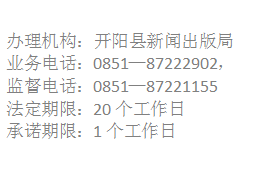 办理机构：开阳县新闻出版局
业务电话：0851—87222902，
监督电话：0851—87221155
法定期限：20 个工作日
承诺期限：1 个工作日